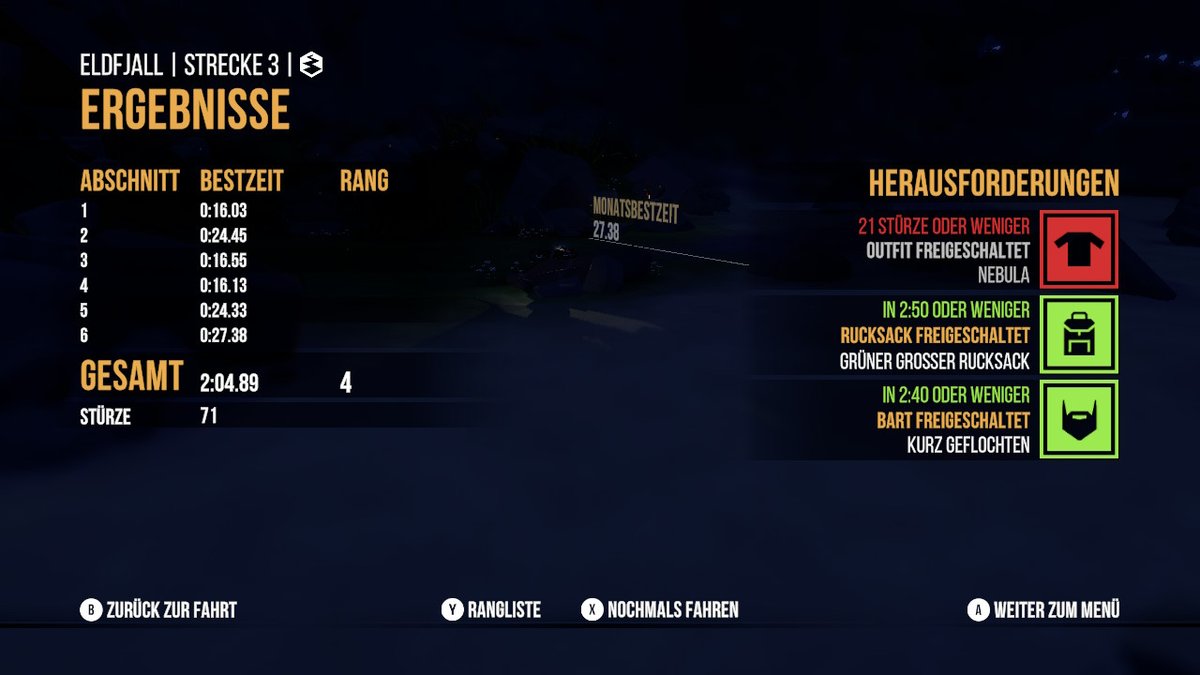 ELDFJALL | STRECKE 3 |
ERGEBNISSE
ABSCHNITT BESTZEIT RANG
1 0:16.03
2 0:24.45
3 0:16.55
4 0:16.13
5 0:24.33
6 0:27.38
GESAMT 2:04.89 4
STÜRZE 71
MONATSBESTZEIT
27.38
HERAUSFORDERUNGEN
21 STÜRZE ODER WENIGER
OUTFIT FREIGESCHALTET
NEBULA
IN 2:50 ODER WENIGER
RUCKSACK FREIGESCHALTET
GRÜNER GROSSER RUCKSACK
IN 2:40 ODER WENIGER
BART FREIGESCHALTET
KURZ GEFLOCHTEN
B ZURÜCK ZUR FAHRT
Y RANGLISTE
X NOCHMALS FAHREN
A WEITER ZUM MENÜ